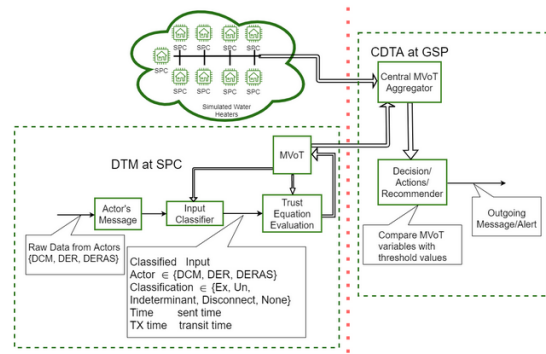 SPC SPC SPC
SPC
SPC SPC SPC SPC
Simulated Water
Heaters
CDTA at GSP
Central MVoT
Aggregator
DTM at SPC
MVoT
Decision/
Actions/
Recommender
Actor's
Message
Input
Classifier
Trust
Equation
Evaluation
Raw Data from Actors
{DCM, DER, DERAS}
Compare MVoT
variables with
threshold values
Outgoing
Message/Alert
Classified Input
Actor ∈ {DCM, DER, DERAS}
Classification ∈ {Ex, Un,
Indeterminant, Disconnect, None}
Time sent time
TX time transit time